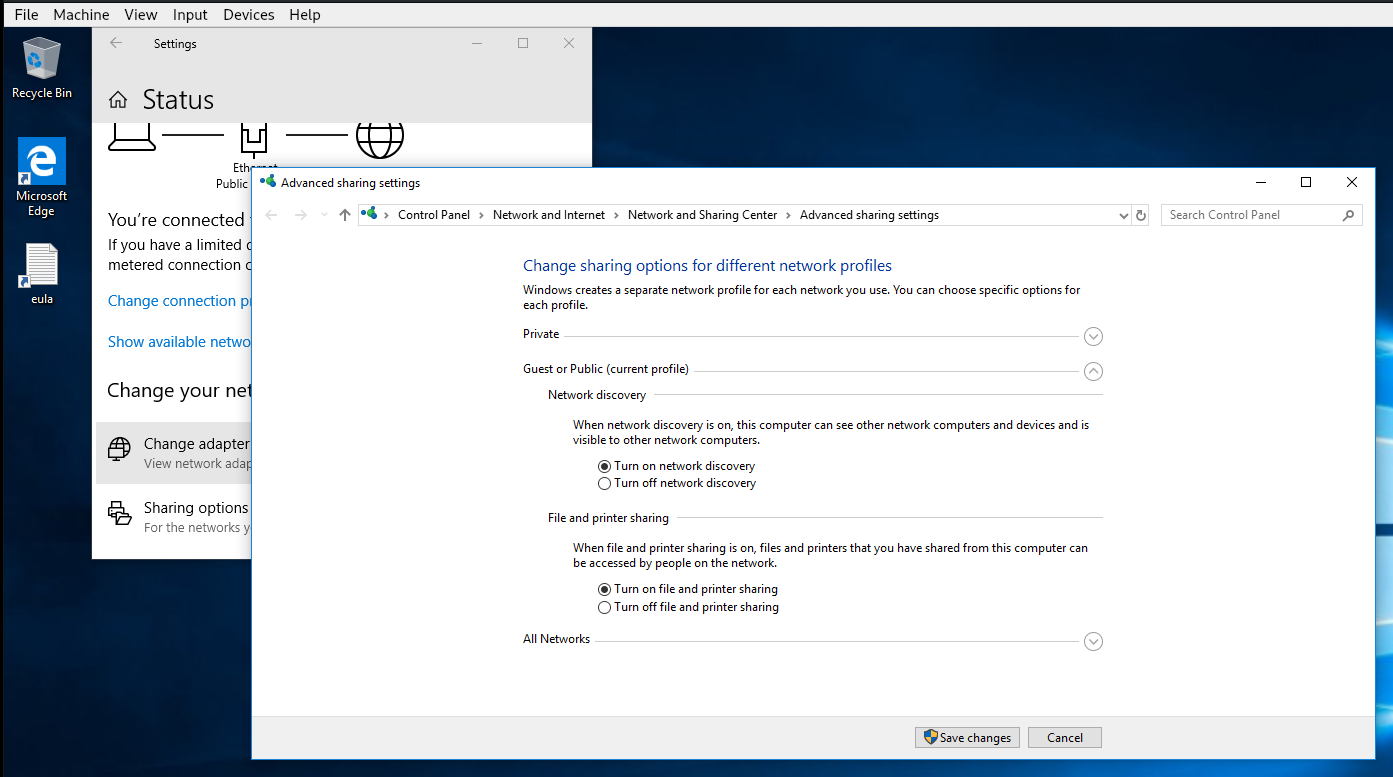 File Machine View Input Devices Help
Recycle Bin
Microsoft
Edge
eula
Settings
Status
Ethernet
Public
You're connected
If you have a limited
metered connection
Change connection
Show available
Change your
Change adapter
View network
Sharing options
For the networks
Advanced sharing settings
Control Panel Network and Internet Network and Sharing Center Advanced sharing settings
Search Control Panel
Change sharing options for different network profiles
Windows creates a separate network profile for each network you use. You can choose specific options for
each profile.
Private
Guest or Public (current profile)
Network discovery
When network discovery is on, this computer can see other network computers and devices and is
visible to other network computers.
Turn on network discovery
Turn off network discovery
File and printer sharing
When file and printer sharing is on, files and printers that you have shared from this computer can
be accessed by people on the network.
Turn on file and printer sharing
Turn off file and printer sharing
All Networks
Save changes
Cancel